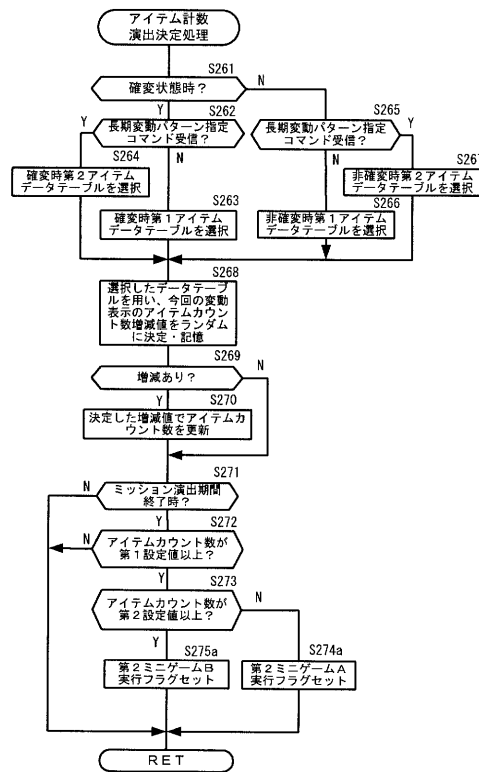 アイテム計数
演出決定処理
S261
確変状態時？
N
Y
S262
長期変動パターン指定
コマンド受信？
Y
N
S265
長期変動パターン指定
コマンド受信？
Y
N
S264
確変時第２アイテム
データテーブルを選択
S267
非確変時第２アイテム
データテーブルを選択
S263
確変時第１アイテム
データテーブルを選択
S266
非確変時第１アイテム
データテーブルを選択
S268
選択したデータテーブ
ルを用い、今回の変動
表示のアイテムカウン
ト数増減値をランダム
に決定・記憶
S269
増減あり？
N
Y
S270
決定した増減値でアイテムカ
ウント数を更新
S271
ミッション演出期間
終了時？
N
Y
S272
アイテムカウント数が
第１設定値以上？
N
Y
S273
アイテムカウント数が
第２設定値以上？
N
Y
S275a
第２ミニゲームＢ
実行フラグセット
S274a
第２ミニゲームＡ
実行フラグセット
ＲＥＴ